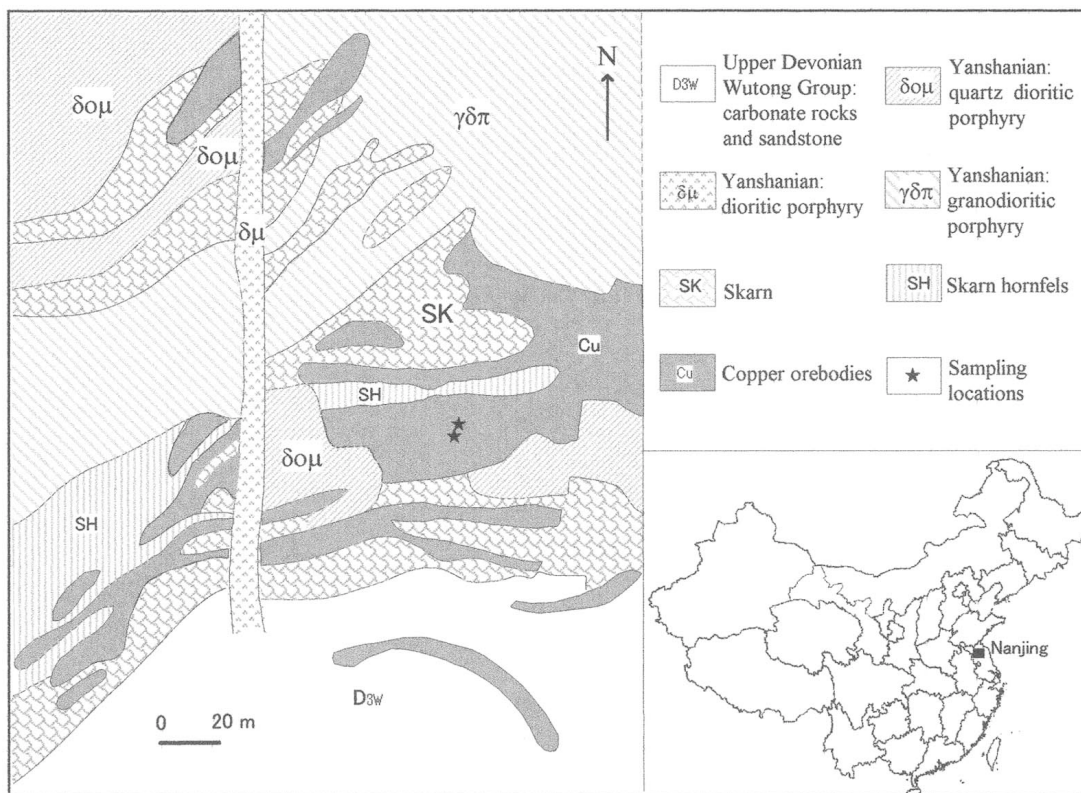 N
δομ
γδπ
δομ
δμ
SK
Cu
SH
δομ
SH
D3W
0 20 m
D3W
Upper Devonian
Wutong Group:
carbonate rocks
and sandstone
δομ
Yanshanian:
quartz dioritic
porphyry
δμ
Yanshanian:
dioritic porphyry
γδπ
Yanshanian:
granodioritic
porphyry
SK
Skarn
SH
Skarn hornfels
Cu
Copper orebodies
Sampling
locations
Nanjing